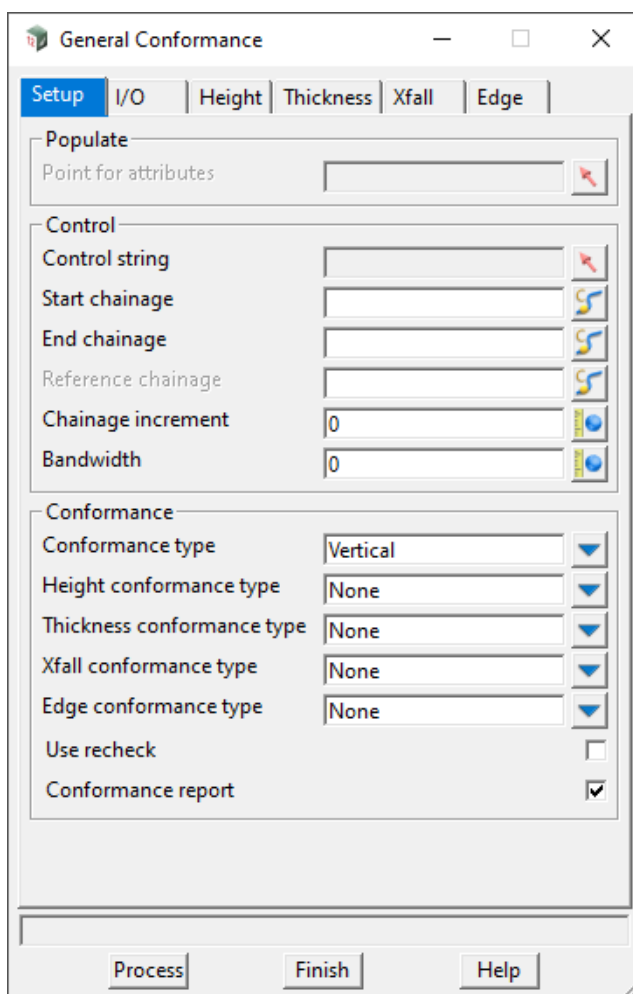 General Conformance
Setup I/O Height Thickness Xfall Edge
Populate
Point for attributes
Control
Control string
Start chainage
End chainage
Reference chainage
Chainage increment 0
Bandwidth 0
Conformance
Conformance type Vertical
Height conformance type None
Thickness conformance type None
Xfall conformance type None
Edge conformance type None
Use recheck
Conformance report
Process Finish Help